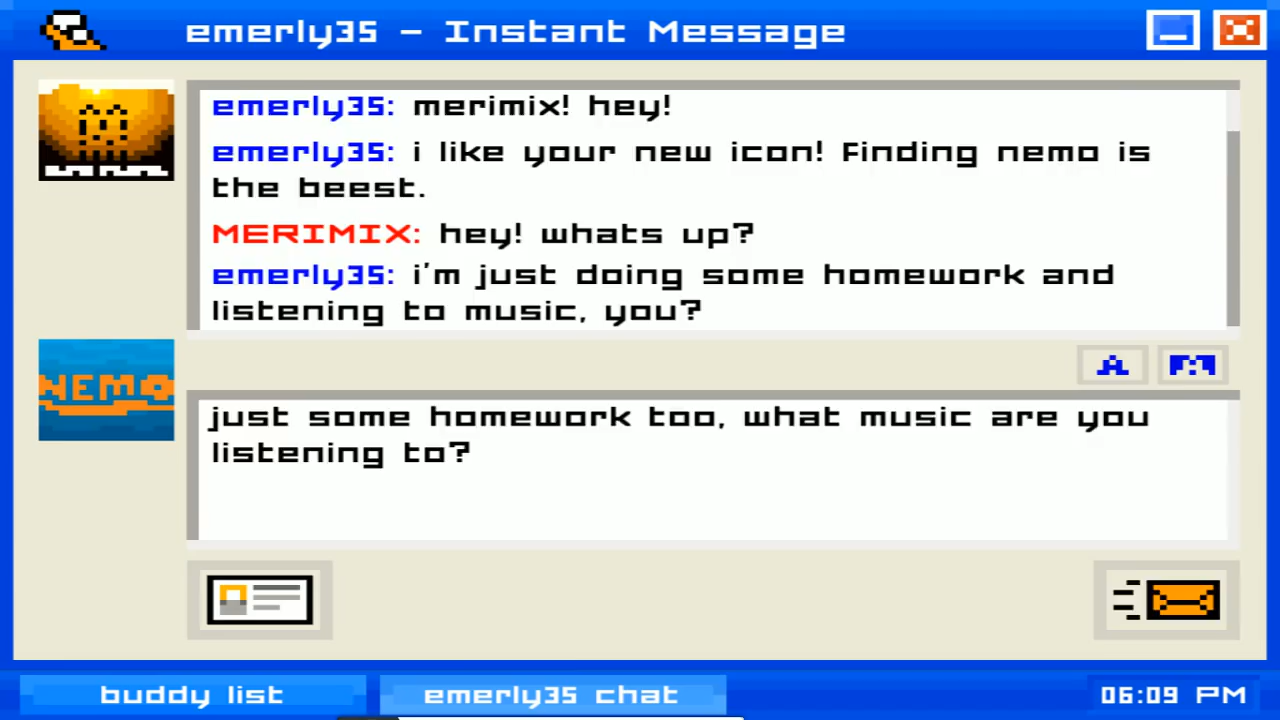 emerly35 - Instant Message
emerly35: merimix! hey!
emerly35: i like your new icon! Finding nemo is
the beest.
MERIMIX: hey! whats up?
emerly35: i'm just doing some homework and
listening to music, you?
A M
NEMO
just some homework too, what music are you
listening to?
buddy list
emerly35 chat
06:09 PM